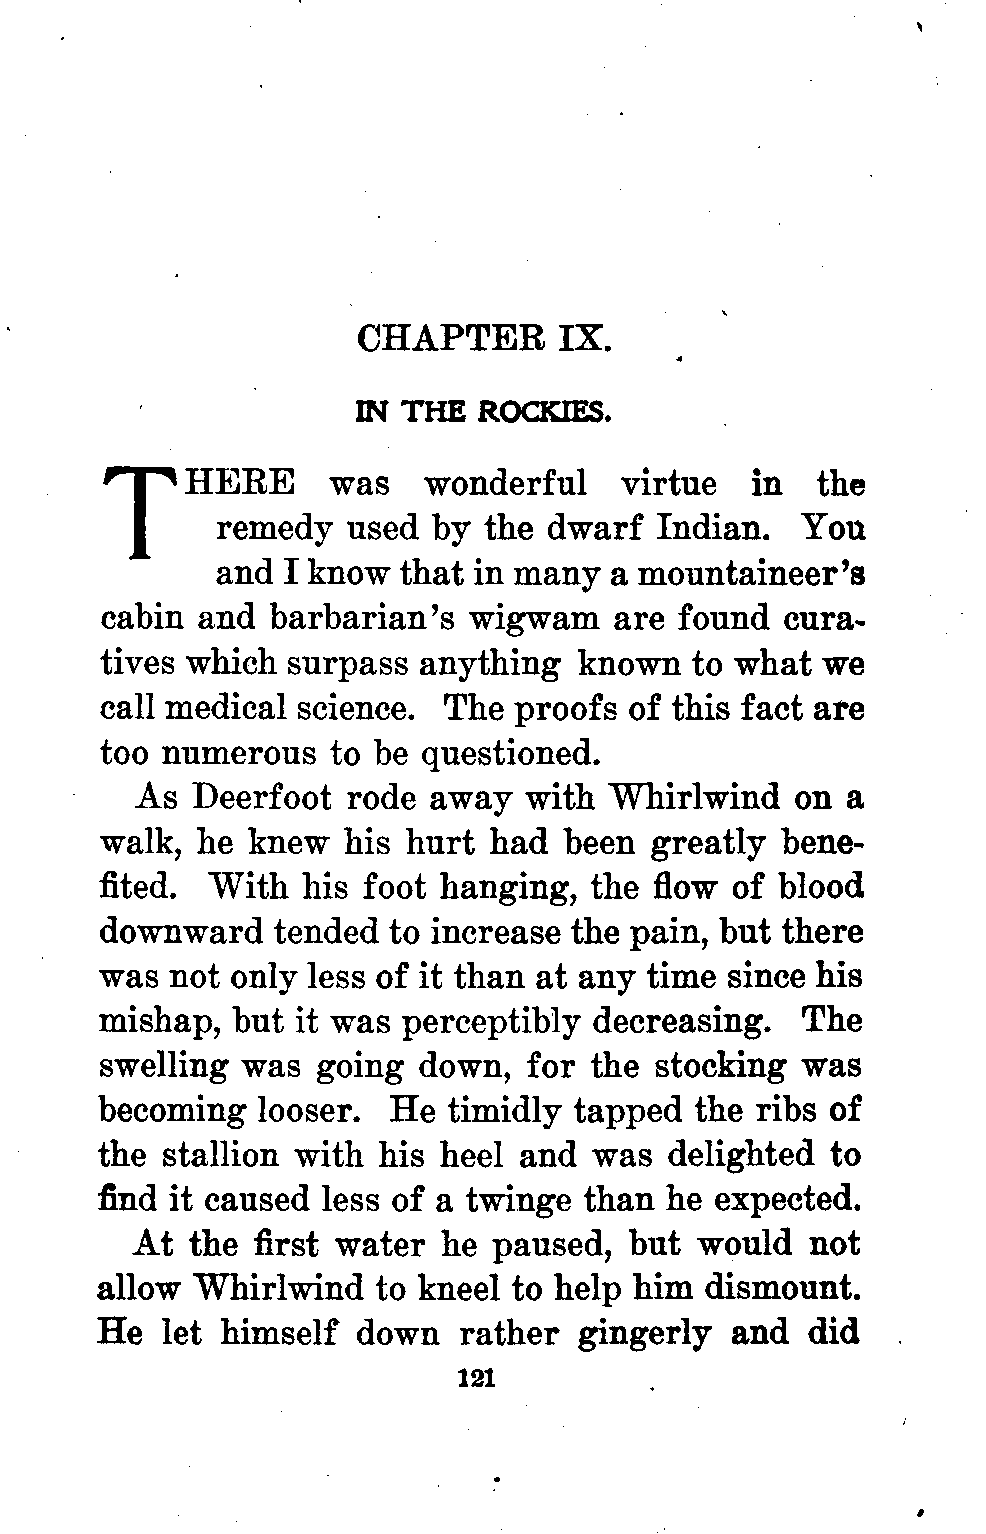 CHAPTER IX.
IN THE ROCKIES.
THERE was wonderful virtue in the
remedy used by the dwarf Indian. You
and I know that in many a mountaineer's
cabin and barbarian's wigwam are found cura-
tives which surpass anything known to what we
call medical science. The proofs of this fact are
too numerous to be questioned.
As Deerfoot rode away with Whirlwind on a
walk, he knew his hurt had been greatly bene-
fited. With his foot hanging, the flow of blood
downward tended to increase the pain, but there
was not only less of it than at any time since his
mishap, but it was perceptibly decreasing. The
swelling was going down, for the stocking was
becoming looser. He timidly tapped the ribs of
the stallion with his heel and was delighted to
find it caused less of a twinge than he expected.
At the first water he paused, but would not
allow Whirlwind to kneel to help him dismount.
He let himself down rather gingerly and did
121